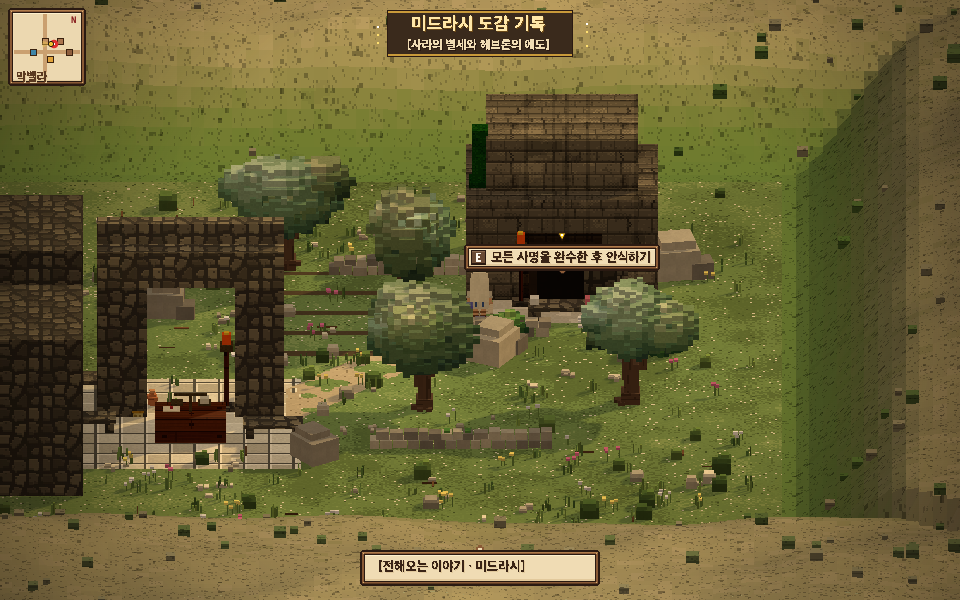 N
막벨라
미드라시 도감 기록
[사라의 별세와 헤브론의 애도]
E 모든 사명을 완수한 후 안식하기
[전해오는 이야기 · 미드라시]